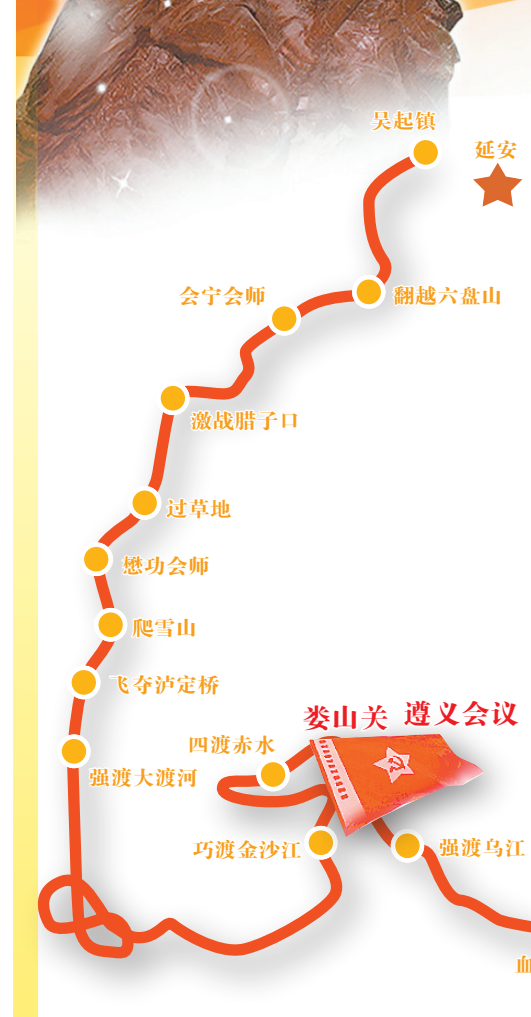 吴起镇
延安
会宁会师
翻越六盘山
激战腊子口
过草地
懋功会师
爬雪山
飞夺泸定桥
娄山关
遵义会议
四渡赤水
强渡大渡河
巧渡金沙江
强渡乌江